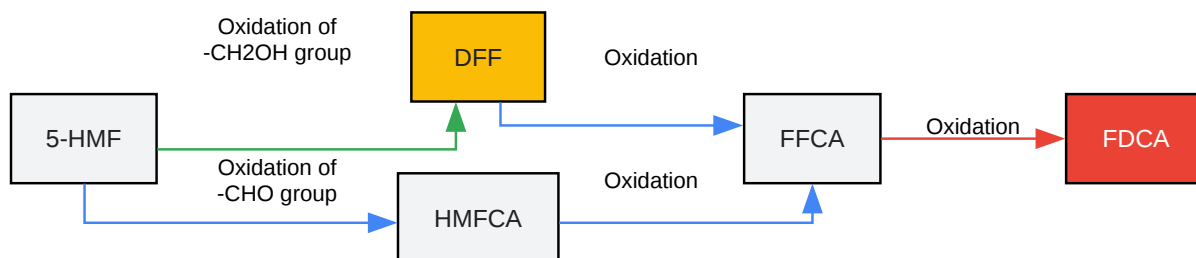 Oxidation of
-CH2OH group
DFF
Oxidation
5-HMF
Oxidation of
-CHO group
HMFCA
Oxidation
FFCA
Oxidation
FDCA